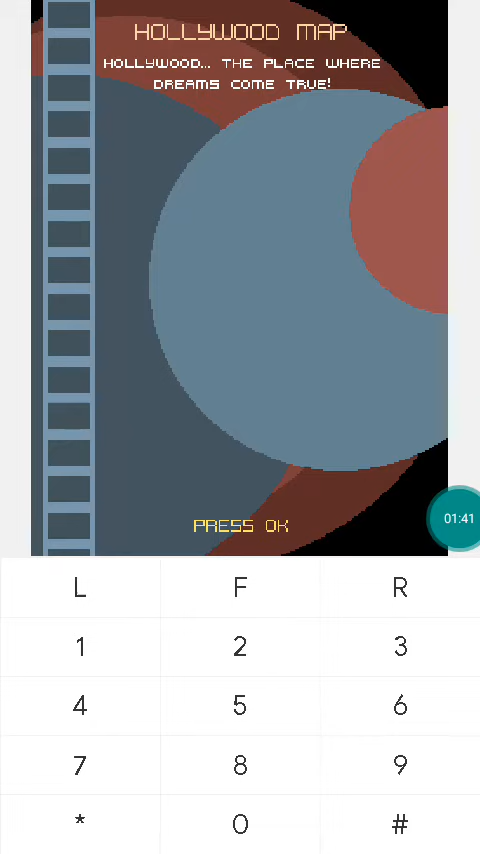 HOLLYWOOD MAP
HOLLYWOOD... THE PLACE WHERE
DREAMS COME TRUE!
PRESS OK
01:41
L F R
1 2 3
4 5 6
7 8 9
* 0 #